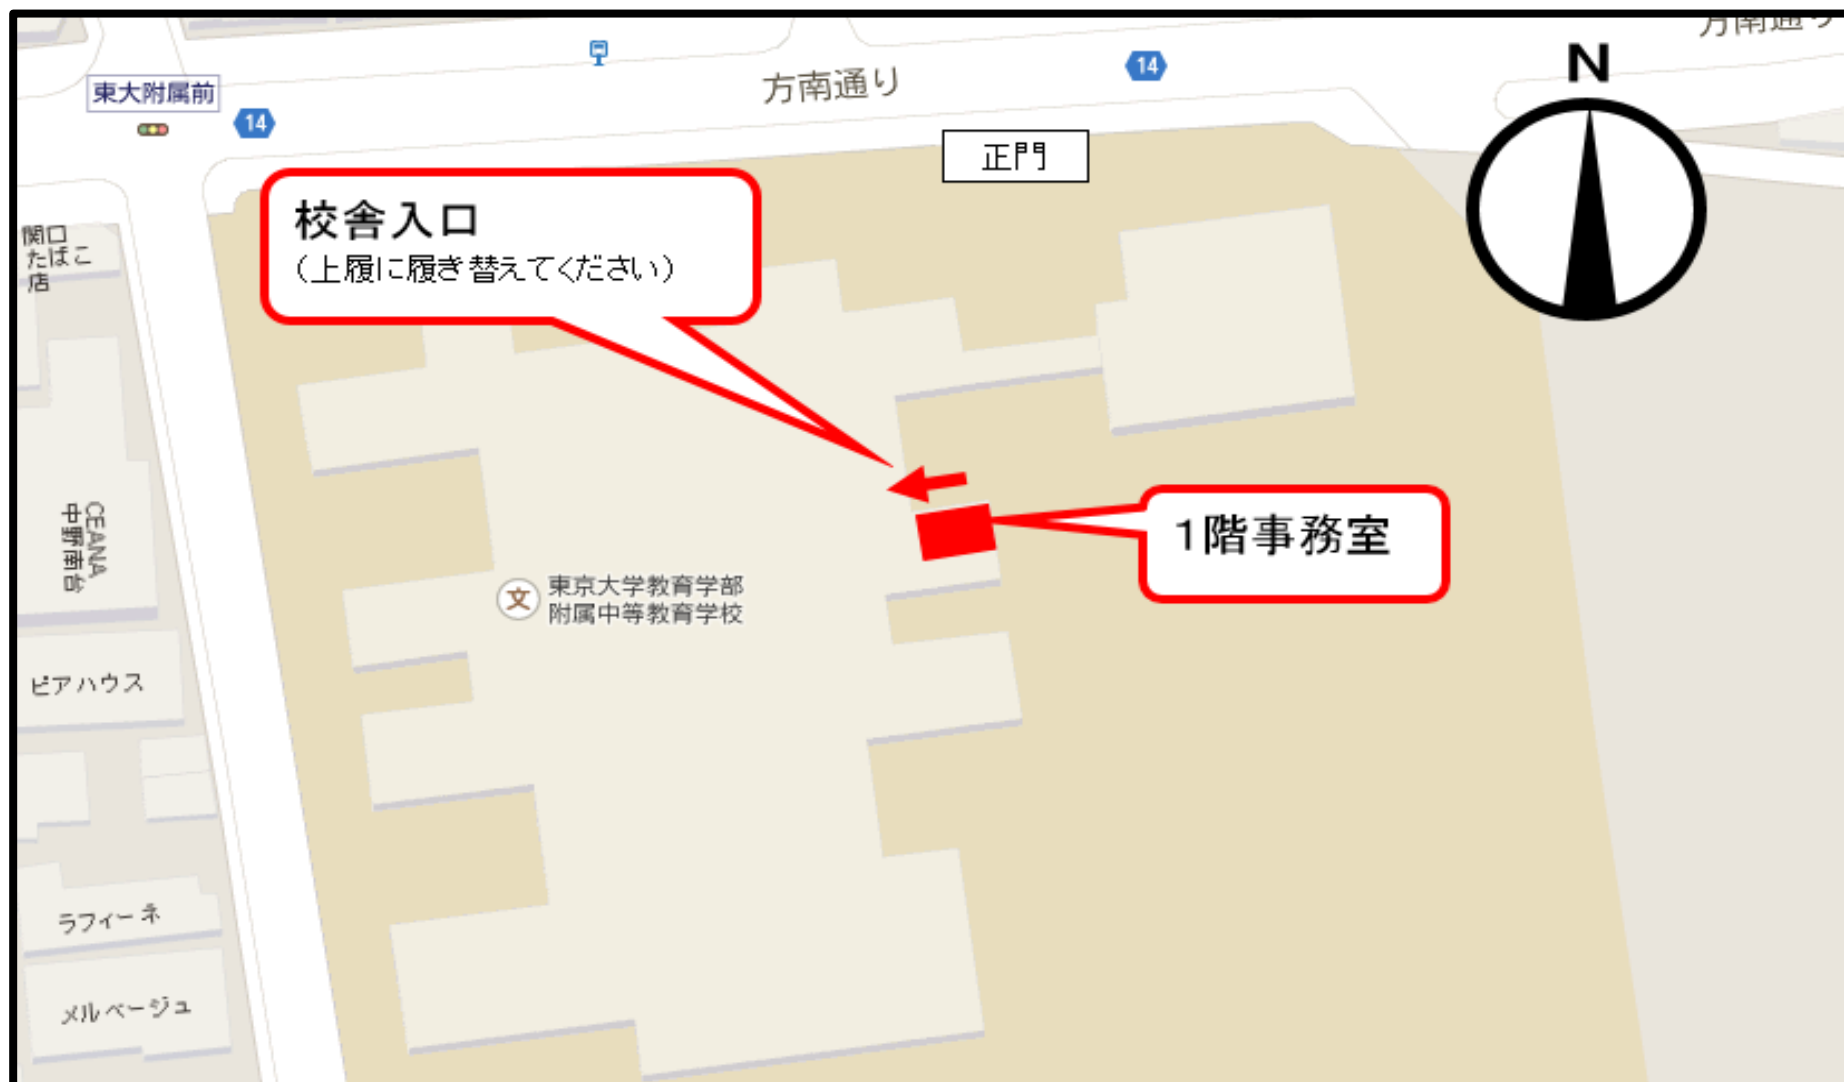 方南通り
N
14
東大附属前
方南通り
14
正門
校舎入口
（上履に履き替えてください）
関口
たばこ
店
CEANA
中野南台
1階事務室
文
東京大学教育学部
附属中等教育学校
ピアハウス
ラフィーネ
メルベージュ